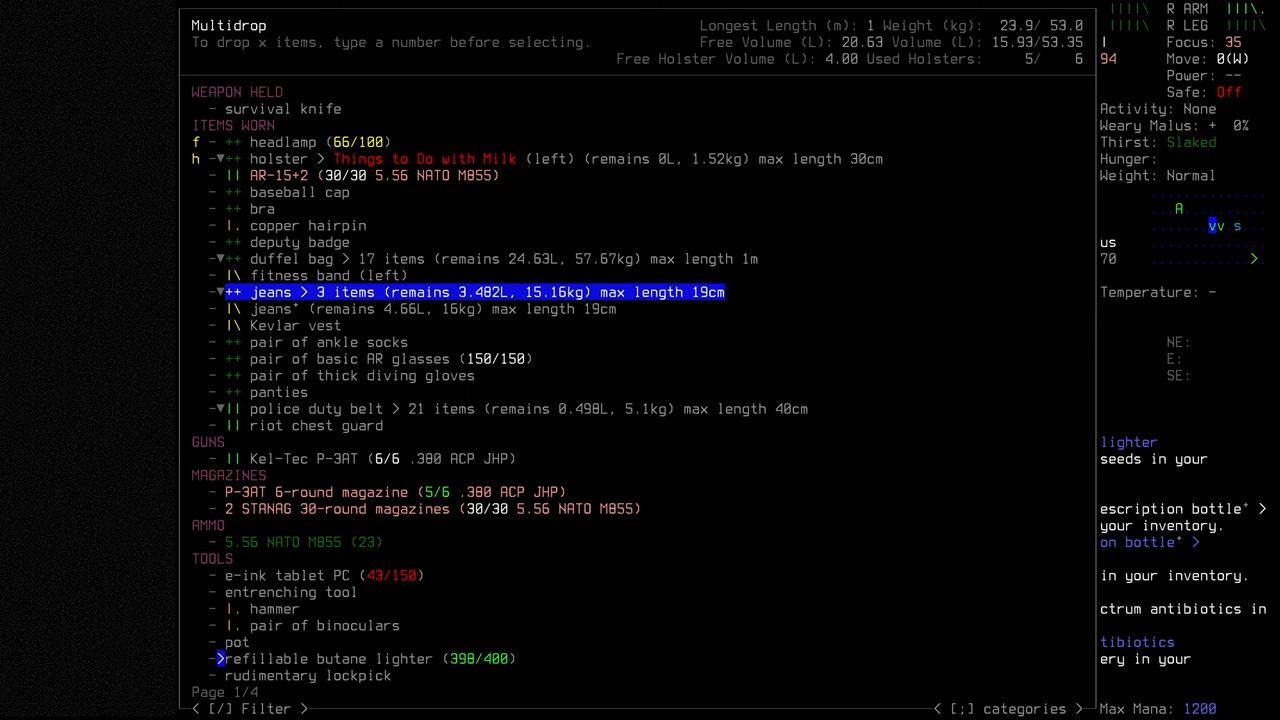 Multidrop Longest Length (m): 1 Weight (kg): 23.9/ 53.0
To drop x items, type a number before selecting. Free Volume (L): 20.63 Volume (L): 15.93/53.35
Free Holster Volume (L): 4.00 Used Holsters: 5/ 6
WEAPON HELD
- survival knife
ITEMS WORN
f - ++ headlamp (66/100)
h -▼++ holster > Things to Do with Milk (left) (remains 0L, 1.52kg) max length 30cm
- || AR-15+2 (30/30 5.56 NATO M855)
- ++ baseball cap
- ++ bra
- |. copper hairpin
- ++ deputy badge
-▼++ duffel bag > 17 items (remains 24.63L, 57.67kg) max length 1m
- |\ fitness band (left)
-▼++ jeans > 3 items (remains 3.482L, 15.16kg) max length 19cm
- |\ jeans⁺ (remains 4.66L, 16kg) max length 19cm
- |\ Kevlar vest
- ++ pair of ankle socks
- ++ pair of basic AR glasses (150/150)
- ++ pair of thick diving gloves
- ++ panties
-▼|| police duty belt > 21 items (remains 0.498L, 5.1kg) max length 40cm
- || riot chest guard
GUNS
- || Kel-Tec P-3AT (6/6 .380 ACP JHP)
MAGAZINES
- P-3AT 6-round magazine (5/6 .380 ACP JHP)
- 2 STANAG 30-round magazines (30/30 5.56 NATO M855)
AMMO
- 5.56 NATO M855 (23)
TOOLS
- e-ink tablet PC (43/150)
- entrenching tool
- |. hammer
- |. pair of binoculars
- pot
->refillable butane lighter (398/400)
- rudimentary lockpick
Page 1/4
< [/] Filter > < [;] categories >
||||\ R ARM |||\.
||||\ R LEG ||||\
| Focus: 35
94 Move: 0(W)
Power: --
Safe: Off
Activity: None
Weary Malus: + 0%
Thirst: Slaked
Hunger:
Weight: Normal
A
us vv s
70 >
Temperature: -
NE:
E:
SE:
lighter
seeds in your
escription bottle⁺ >
your inventory.
on bottle⁺ >
in your inventory.
ctrum antibiotics in
tibiotics
ery in your
Max Mana: 1200